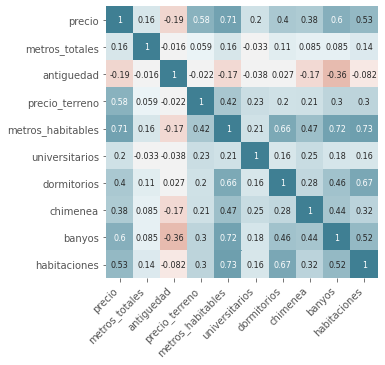 precio 1 0.16 -0.19 0.58 0.71 0.2 0.4 0.38 0.6 0.53
metros_totales 0.16 1 -0.016 0.059 0.16 -0.033 0.11 0.085 0.085 0.14
antiguedad -0.19 -0.016 1 -0.022 -0.17 -0.038 0.027 -0.17 -0.36 -0.082
precio_terreno 0.58 0.059 -0.022 1 0.42 0.23 0.2 0.21 0.3 0.3
metros_habitables 0.71 0.16 -0.17 0.42 1 0.21 0.66 0.47 0.72 0.73
universitarios 0.2 -0.033 -0.038 0.23 0.21 1 0.16 0.25 0.18 0.16
dormitorios 0.4 0.11 0.027 0.2 0.66 0.16 1 0.28 0.46 0.67
chimenea 0.38 0.085 -0.17 0.21 0.47 0.25 0.28 1 0.44 0.32
banyos 0.6 0.085 -0.36 0.3 0.72 0.18 0.46 0.44 1 0.52
habitaciones 0.53 0.14 -0.082 0.3 0.73 0.16 0.67 0.32 0.52 1
precio metros_totales antiguedad precio_terreno metros_habitables universitarios dormitorios chimenea banyos habitaciones